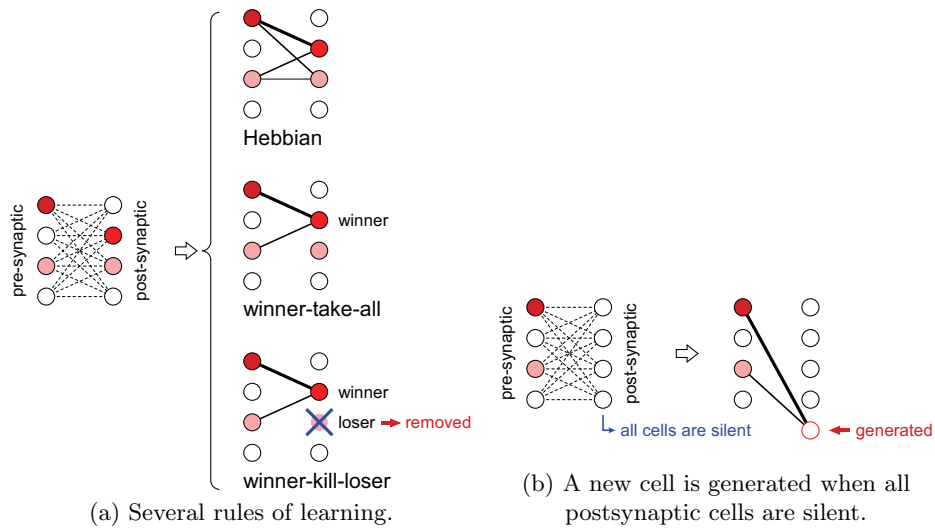 Hebbian
pre-synaptic
post-synaptic
winner
winner-take-all
winner
loser
removed
winner-kill-loser
(a) Several rules of learning.
pre-synaptic
post-synaptic
all cells are silent
generated
(b) A new cell is generated when all
postsynaptic cells are silent.